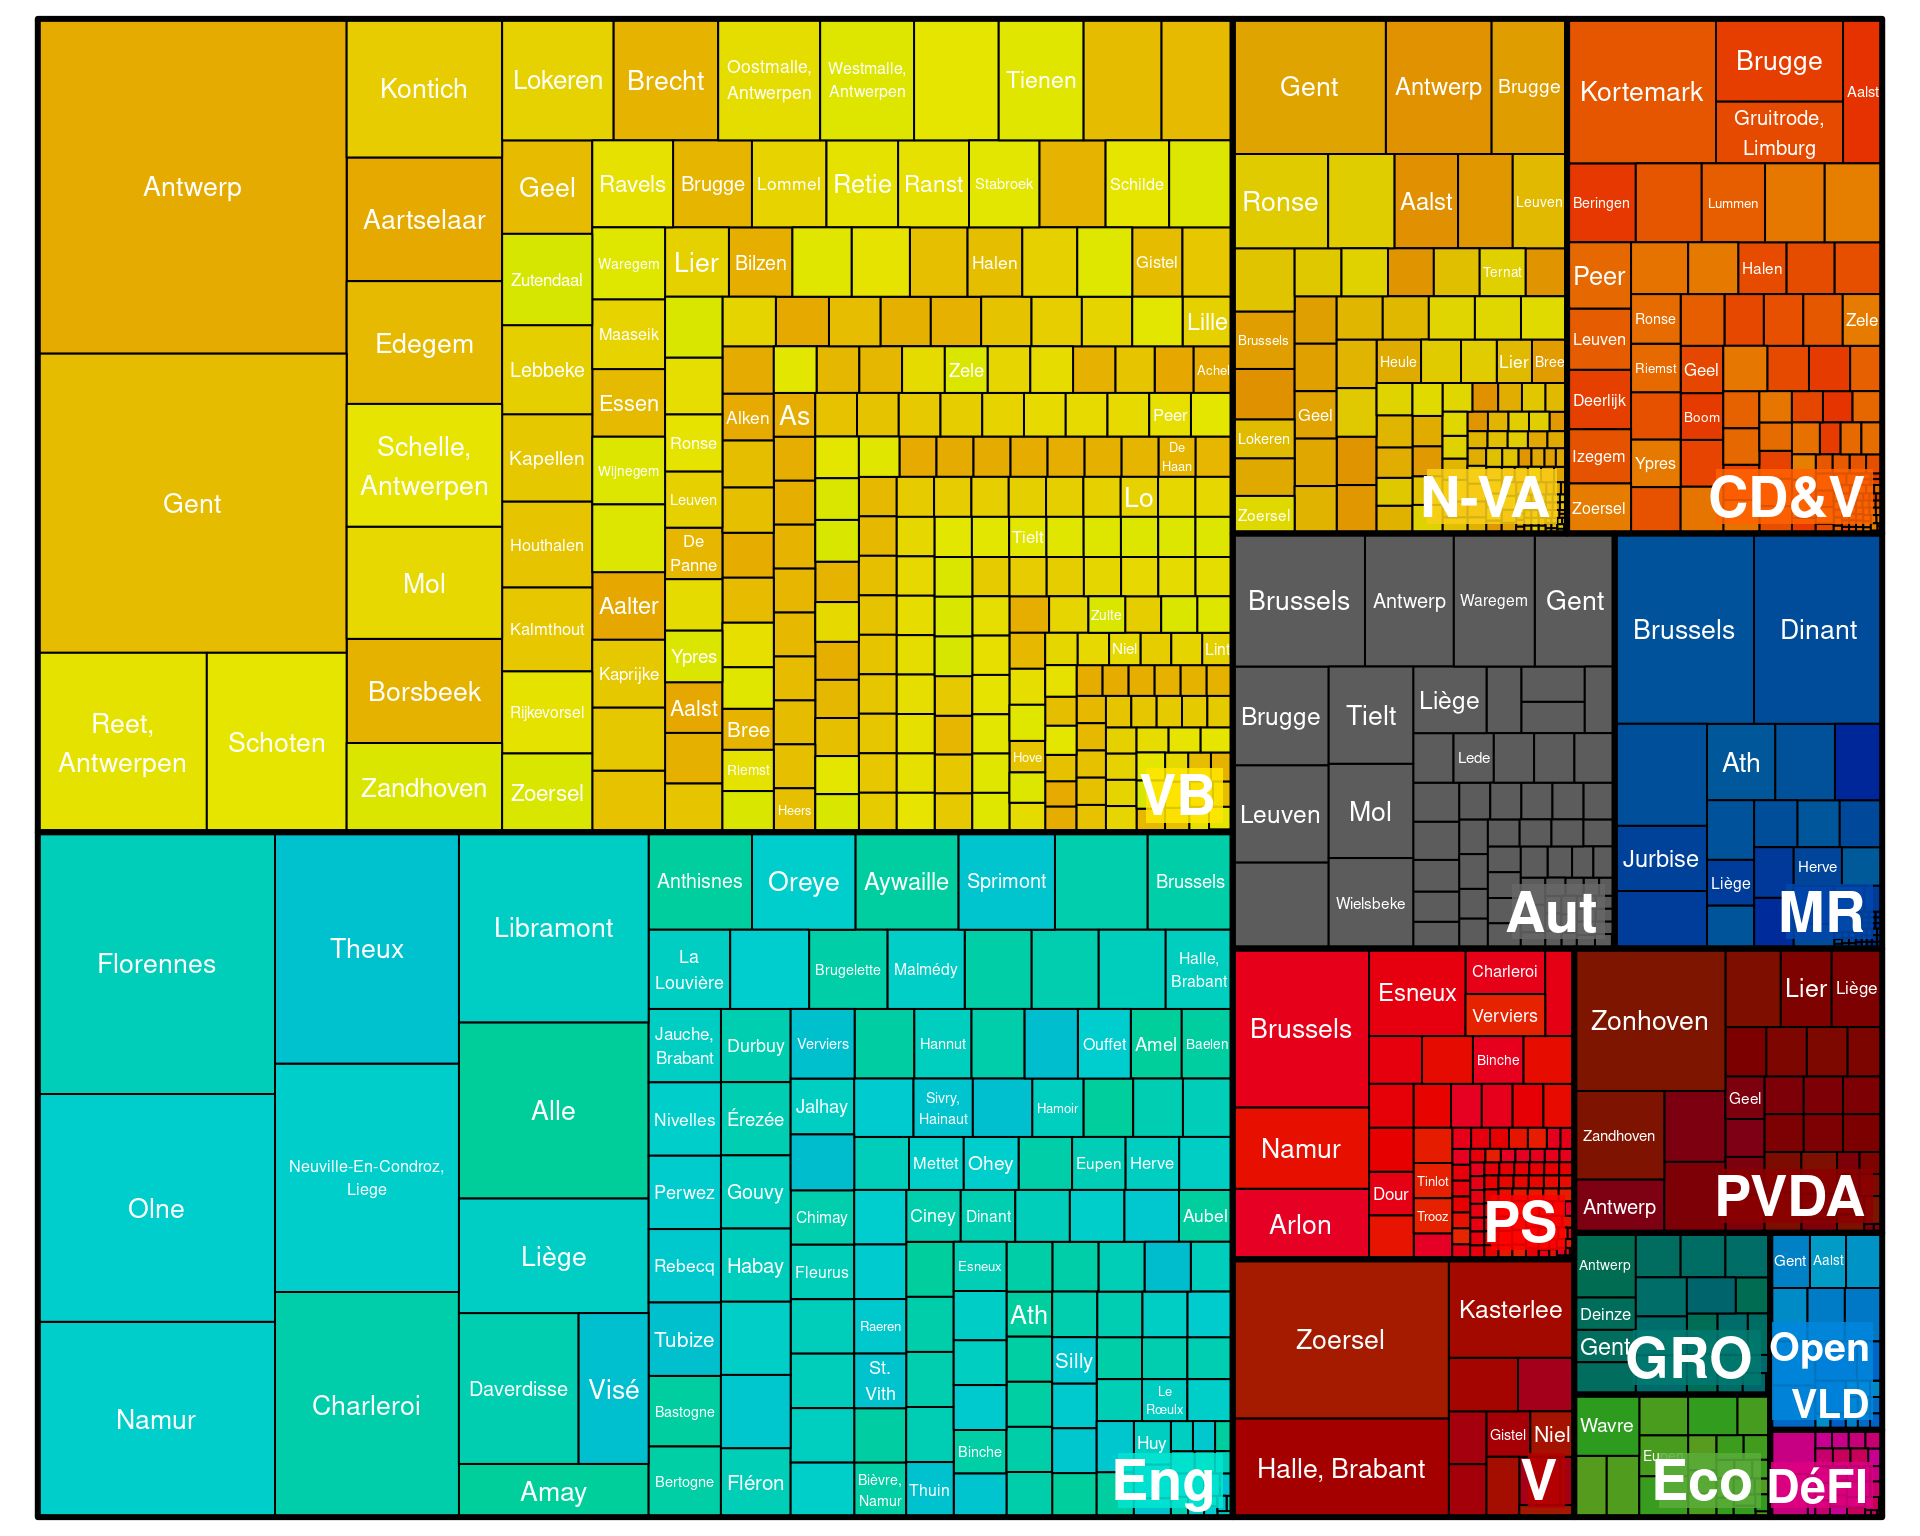 Antwerp
Gent
Reet,
Antwerpen
Schoten
Kontich
Aartselaar
Edegem
Schelle,
Antwerpen
Mol
Borsbeek
Zandhoven
Lokeren
Brecht
Oostmalle,
Antwerpen
Westmalle,
Antwerpen
Tienen
Geel
Zutendaal
Lebbeke
Kapellen
Houthalen
Kalmthout
Rijkevorsel
Zoersel
Ravels
Brugge
Lommel
Retie
Ranst
Stabroek
Schilde
Waregem
Maaseik
Essen
Wijnegem
Aalter
Kaprijke
Lier
Bilzen
Halen
Gistel
Lille
Zele
Achel
Ronse
Leuven
De
Panne
Ypres
Aalst
Alken
As
Peer
De
Haan
Lo
Tielt
Zulte
Niel
Lint
Bree
Riemst
Heers
Hove
VB
Gent
Antwerp
Brugge
Ronse
Aalst
Leuven
Ternat
Brussels
Heule
Lier
Bree
Geel
Lokeren
Zoersel
N-VA
Kortemark
Brugge
Aalst
Gruitrode,
Limburg
Beringen
Lummen
Peer
Halen
Ronse
Zele
Leuven
Riemst
Geel
Deerlijk
Boom
Izegem
Ypres
Zoersel
CD&V
Brussels
Antwerp
Waregem
Gent
Brugge
Tielt
Liège
Lede
Leuven
Mol
Wielsbeke
Aut
Brussels
Dinant
Ath
Jurbise
Liège
Herve
MR
Florennes
Olne
Namur
Theux
Neuville-En-Condroz,
Liege
Charleroi
Libramont
Alle
Liège
Daverdisse
Visé
Amay
Anthisnes
Oreye
Aywaille
Sprimont
Brussels
La
Louvière
Brugelette
Malmédy
Halle,
Brabant
Jauche,
Brabant
Durbuy
Verviers
Hannut
Ouffet
Amel
Baelen
Nivelles
Érezée
Jalhay
Sivry,
Hainaut
Hamoir
Perwez
Gouvy
Mettet
Ohey
Eupen
Herve
Chimay
Ciney
Dinant
Aubel
Rebecq
Habay
Fleurus
Esneux
Tubize
Raeren
Ath
St.
Vith
Silly
Le
Rœulx
Bastogne
Binche
Huy
Bertogne
Fléron
Bièvre,
Namur
Thuin
Eng
Brussels
Esneux
Charleroi
Verviers
Binche
Namur
Arlon
Dour
Tinlot
Trooz
PS
Zonhoven
Lier
Liège
Geel
Zandhoven
Antwerp
PVDA
Zoersel
Kasterlee
Halle, Brabant
Gistel
Niel
V
Antwerp
Deinze
Gent
GRO
Gent
Aalst
Open
VLD
Wavre
Eupen
Eco
DéFI